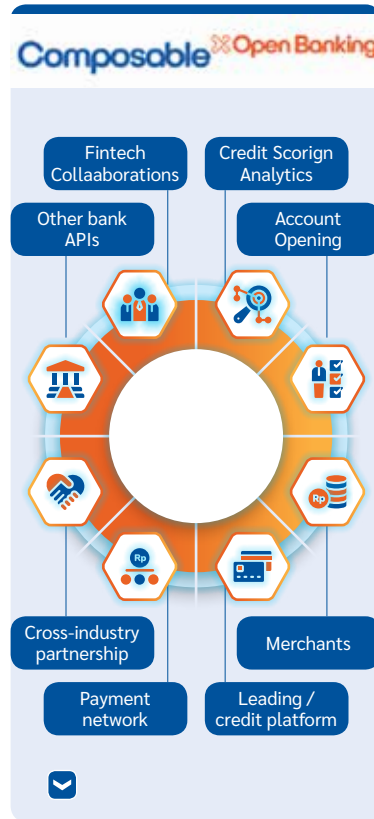 Composable Open Banking
Fintech
Collaaborations
Credit Scorign
Analytics
Other bank
APIs
Account
Opening
Rp
Rp
Cross-industry
partnership
Merchants
Payment
network
Leading /
credit platform